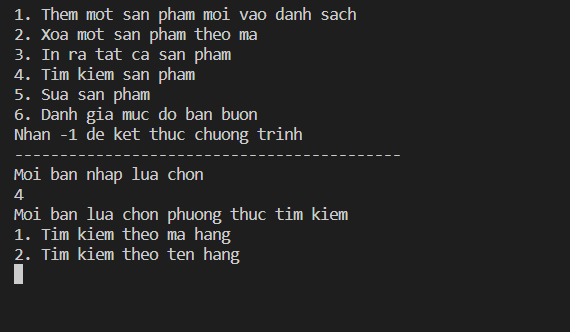 1. Them mot san pham moi vao danh sach
2. Xoa mot san pham theo ma
3. In ra tat ca san pham
4. Tim kiem san pham
5. Sua san pham
6. Danh gia muc do ban buon
Nhan -1 de ket thuc chuong trinh
-------------------------------------------
Moi ban nhap lua chon
4
Moi ban lua chon phuong thuc tim kiem
1. Tim kiem theo ma hang
2. Tim kiem theo ten hang